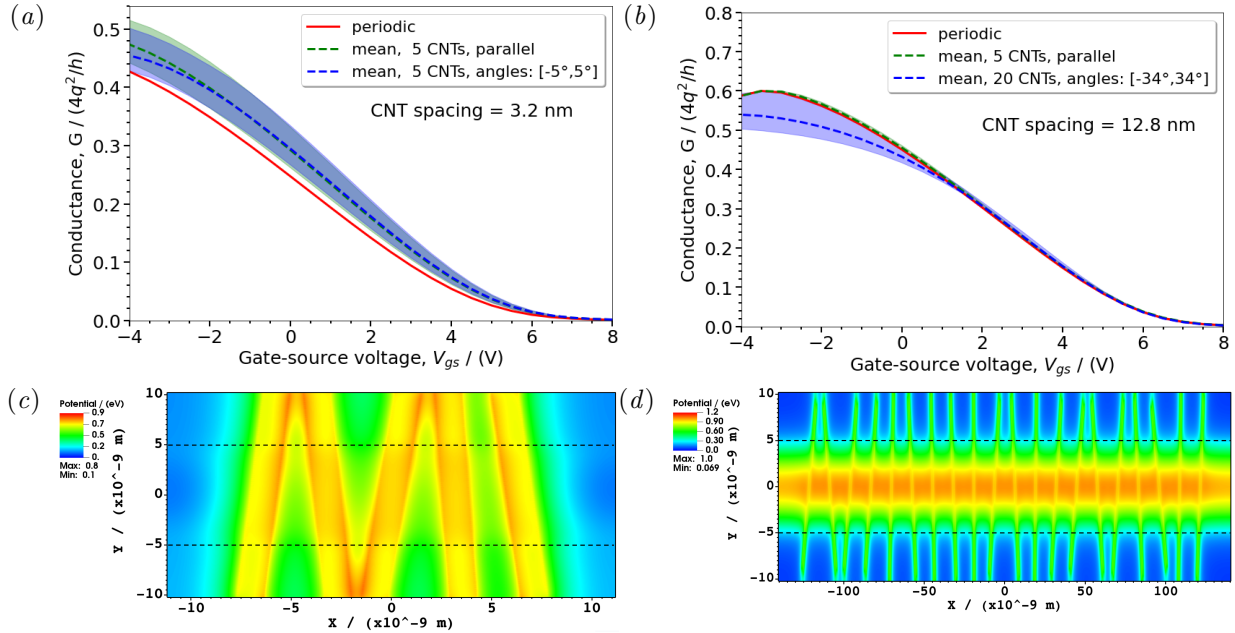 (a)
0.5
0.4
0.3
0.2
0.1
0.0
Conductance, G / (4q²/h)
periodic
mean, 5 CNTs, parallel
mean, 5 CNTs, angles: [-5°,5°]
CNT spacing = 3.2 nm
−4 −2 0 2 4 6 8
Gate-source voltage, Vgs / (V)
(b)
0.8
0.7
0.6
0.5
0.4
0.3
0.2
0.1
0.0
Conductance, G / (4q²/h)
periodic
mean, 5 CNTs, parallel
mean, 20 CNTs, angles: [-34°,34°]
CNT spacing = 12.8 nm
−4 −2 0 2 4 6 8
Gate-source voltage, Vgs / (V)
(c)
Potential / (eV)
0.9
0.7
0.5
0.2
0.
Max: 0.8
Min: 0.1
Y / (x10^-9 m)
10
5
0
−5
−10
−10 −5 0 5 10
X / (x10^-9 m)
(d)
Potential / (eV)
1.2
0.90
0.60
0.30
0.0
Max: 1.0
Min: 0.069
Y / (x10^-9 m)
10
5
0
−5
−10
−100 −50 0 50 100
X / (x10^-9 m)